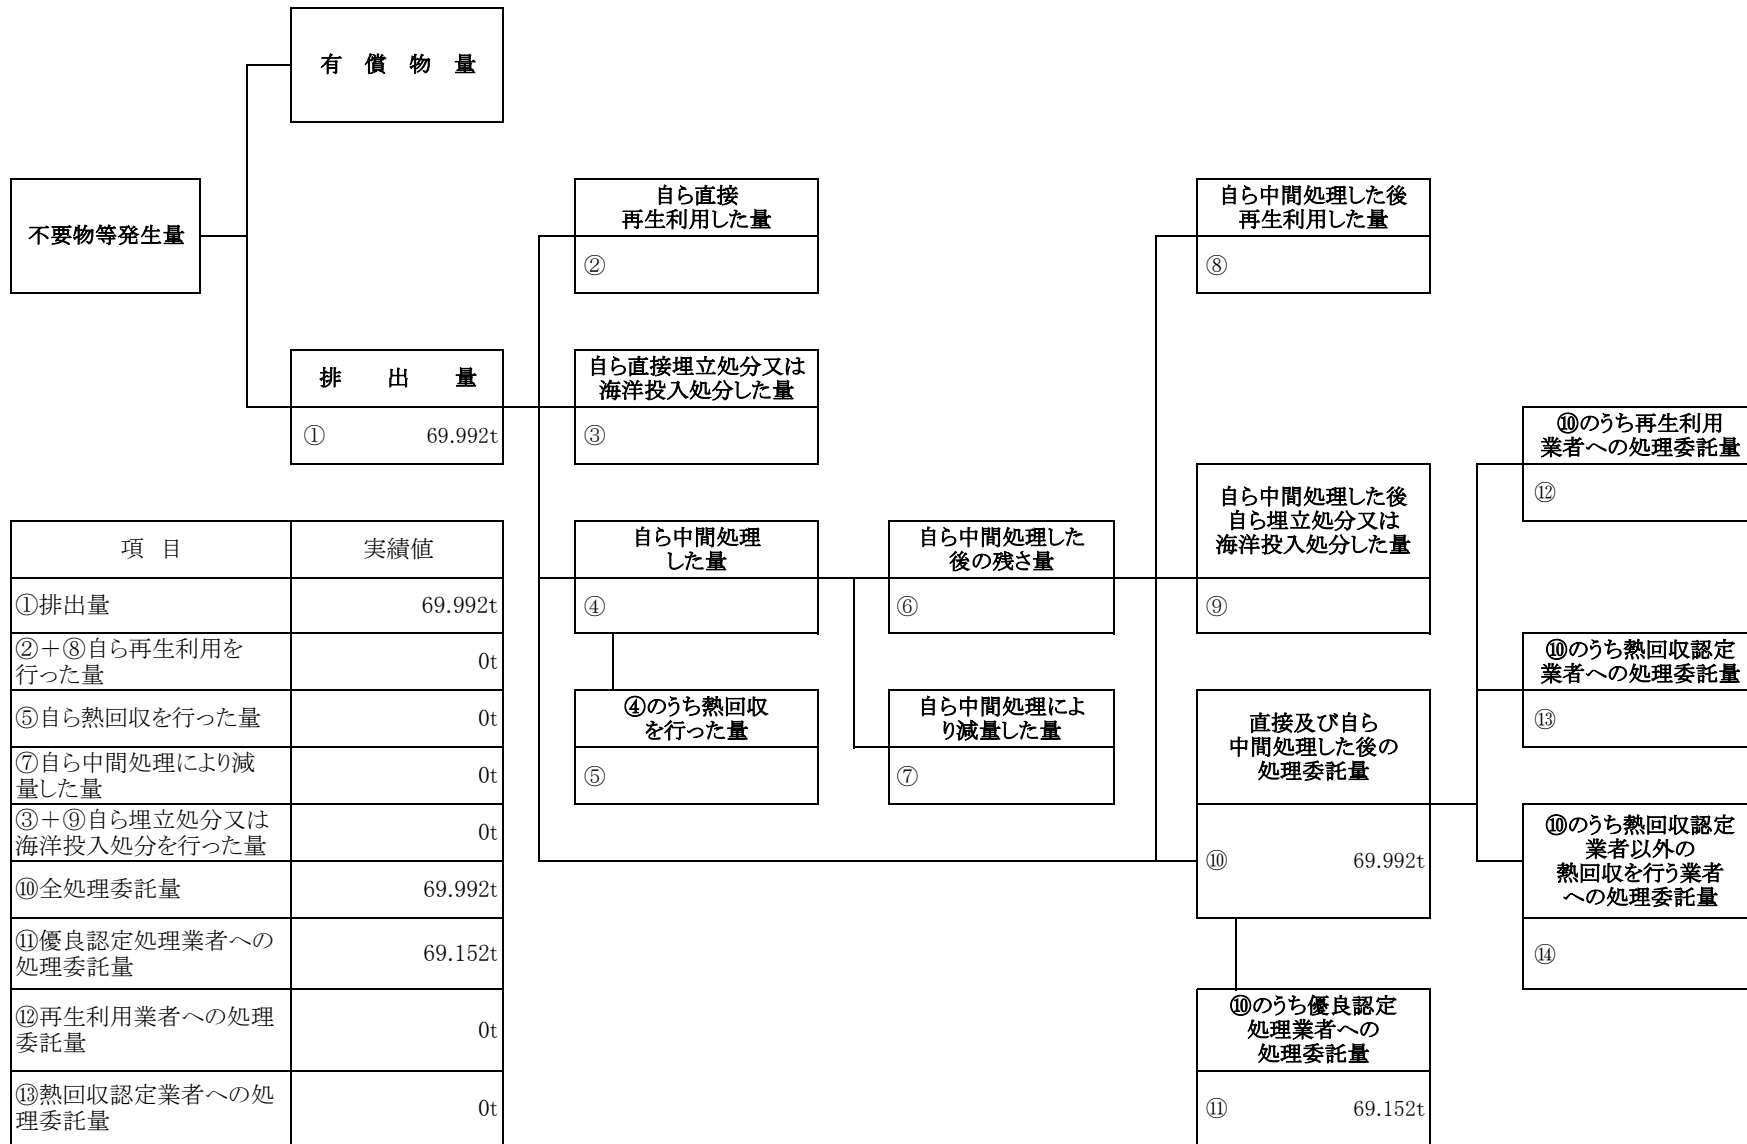 有 償 物 量
不要物等発生量
自ら直接
再生利用した量
②
自ら中間処理した後
再生利用した量
⑧
排 出 量
① 69.992t
自ら直接埋立処分又は
海洋投入処分した量
③
⑩のうち再生利用
業者への処理委託量
⑫
自ら中間処理した後
自ら埋立処分又は
海洋投入処分した量
⑨
自ら中間処理
した量
④
自ら中間処理した
後の残さ量
⑥
⑩のうち熱回収認定
業者への処理委託量
⑬
④のうち熱回収
を行った量
⑤
自ら中間処理によ
り減量した量
⑦
直接及び自ら
中間処理した後の
処理委託量
⑩ 69.992t
⑩のうち熱回収認定
業者以外の
熱回収を行う業者
への処理委託量
⑭
⑩のうち優良認定
処理業者への
処理委託量
⑪ 69.152t
項 目 実績値
①排出量 69.992t
②+⑧自ら再生利用を
行った量 0t
⑤自ら熱回収を行った量 0t
⑦自ら中間処理により減
量した量 0t
③+⑨自ら埋立処分又は
海洋投入処分を行った量 0t
⑩全処理委託量 69.992t
⑪優良認定処理業者への
処理委託量 69.152t
⑫再生利用業者への処理
委託量 0t
⑬熱回収認定業者への処
理委託量 0t